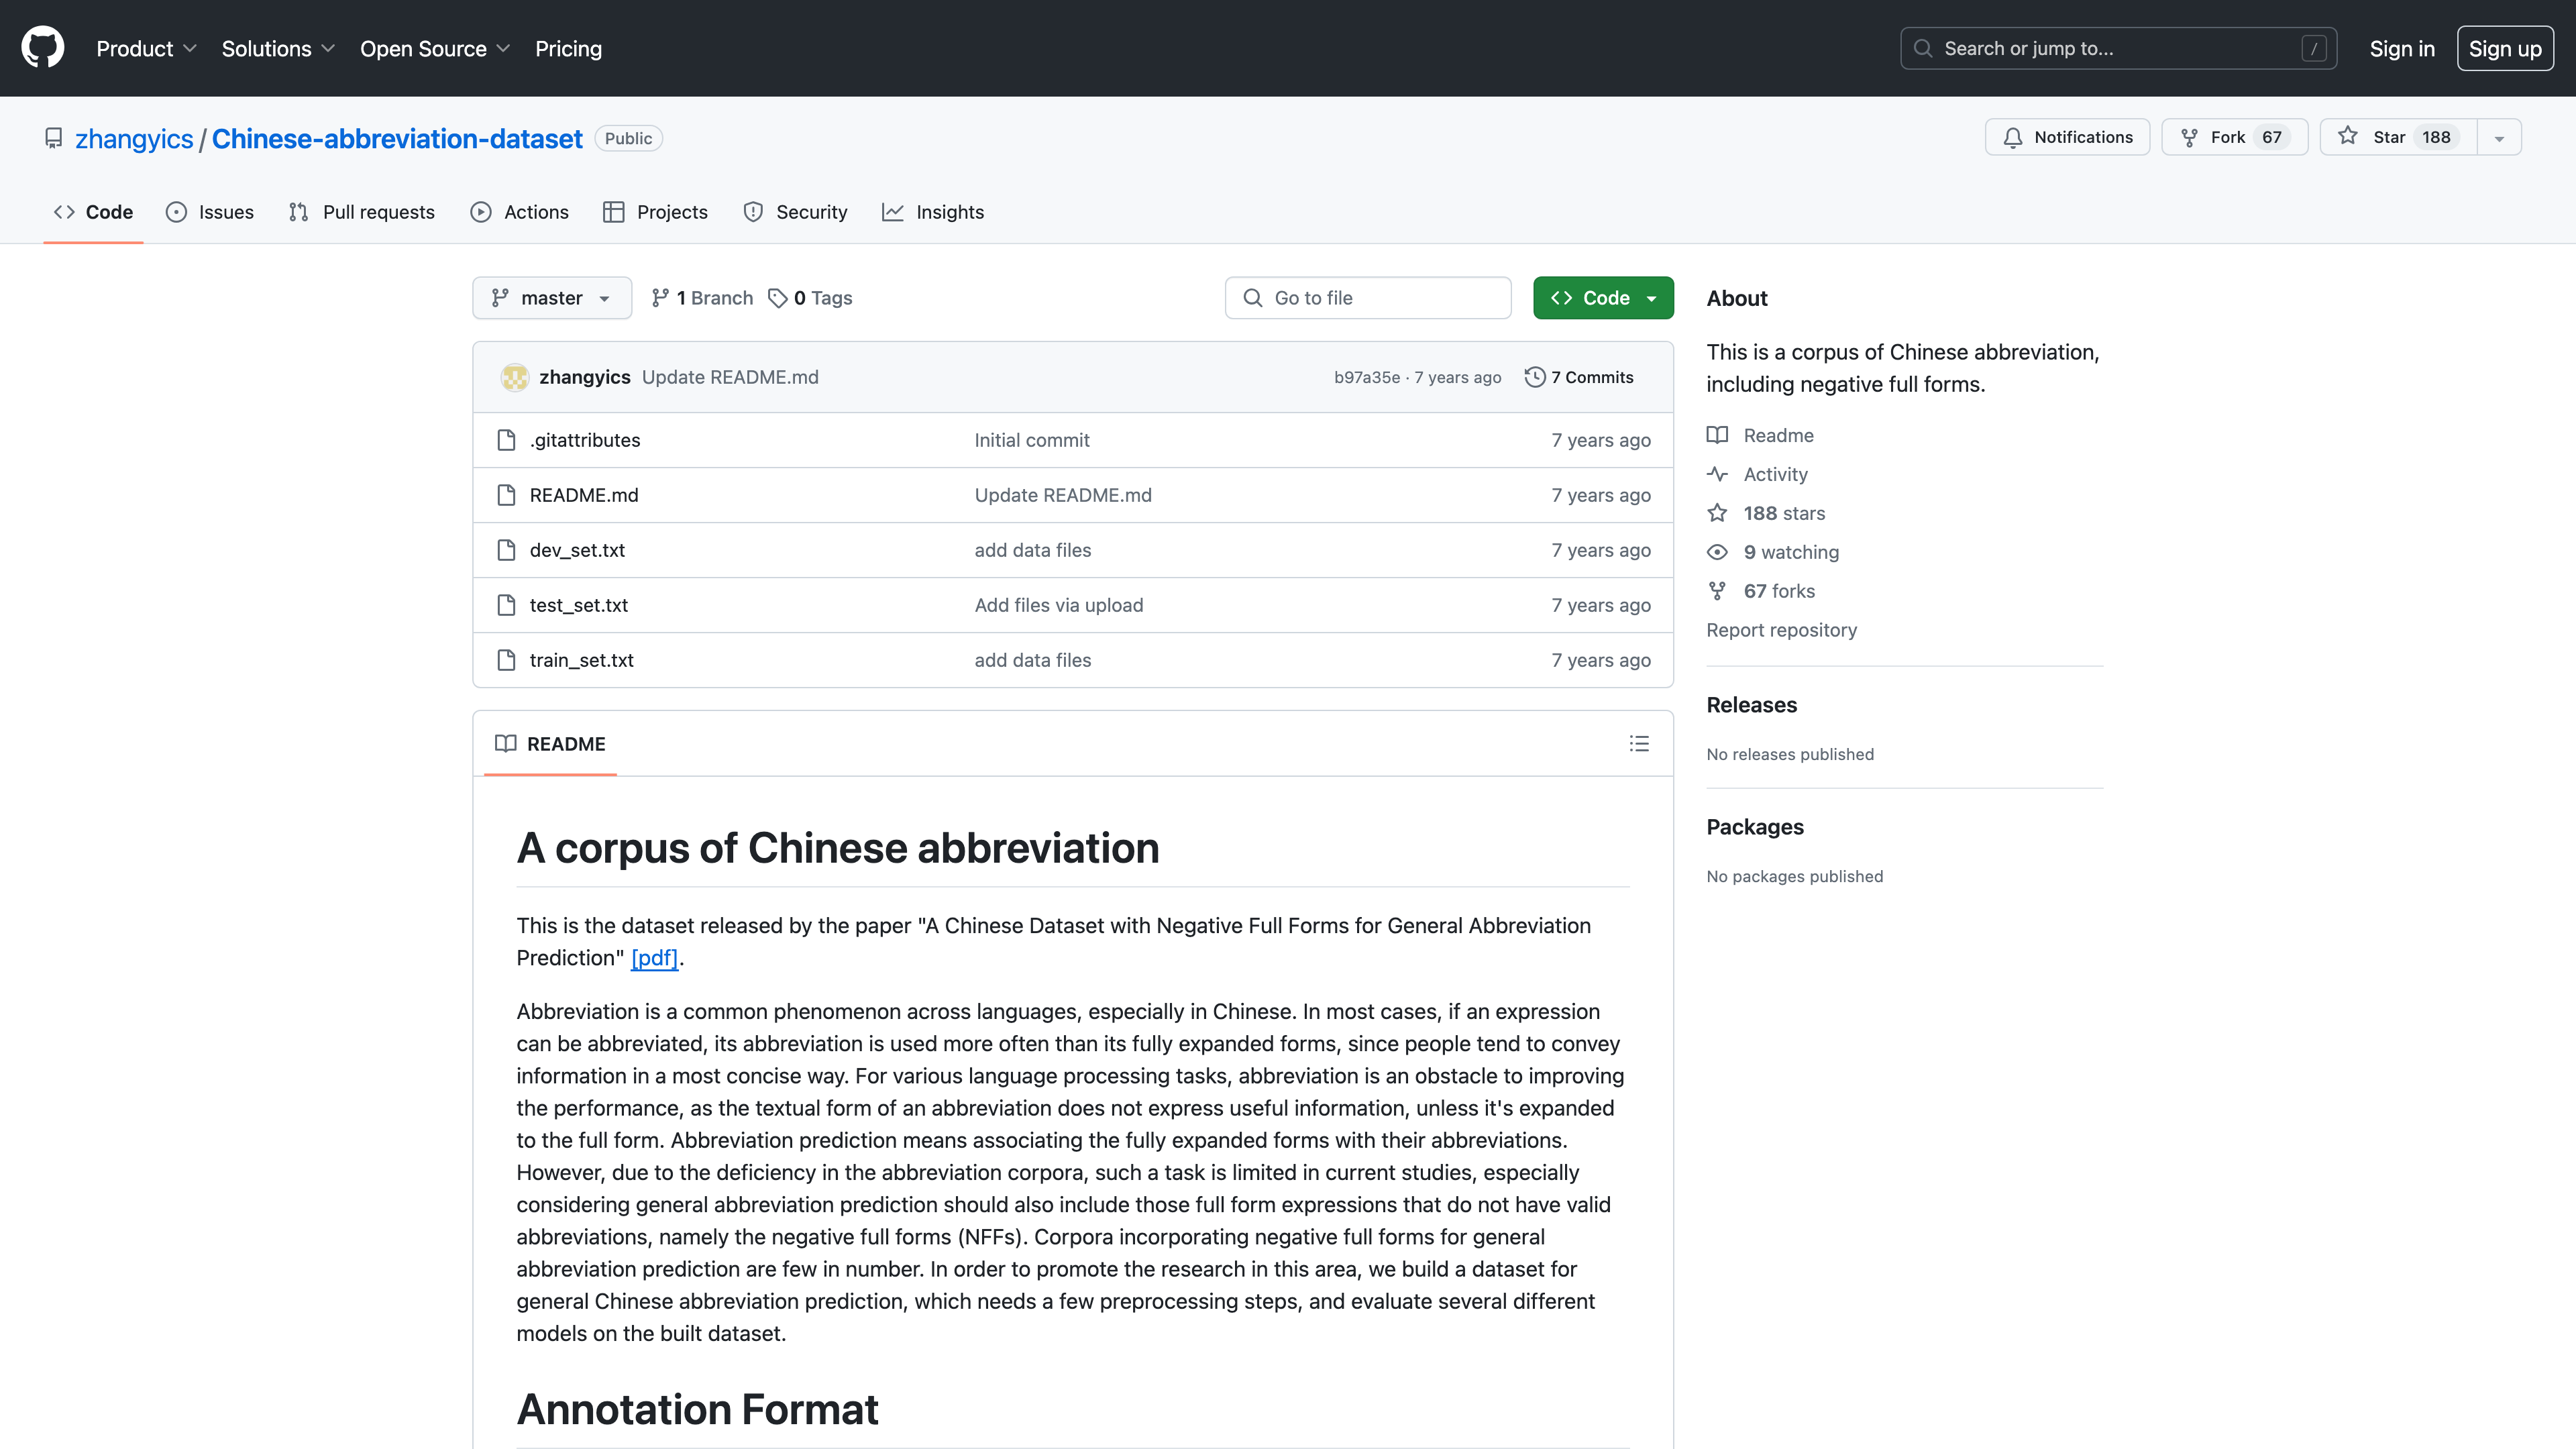 Product Solutions Open Source Pricing Search or jump to... / Sign in Sign up
zhangyics / Chinese-abbreviation-dataset Public Notifications Fork 67 Star 188
Code Issues Pull requests Actions Projects Security Insights
master 1 Branch 0 Tags Go to file Code
zhangyics Update README.md b97a35e · 7 years ago 7 Commits
.gitattributes Initial commit 7 years ago
README.md Update README.md 7 years ago
dev_set.txt add data files 7 years ago
test_set.txt Add files via upload 7 years ago
train_set.txt add data files 7 years ago
README
A corpus of Chinese abbreviation
This is the dataset released by the paper "A Chinese Dataset with Negative Full Forms for General Abbreviation
Prediction" [pdf].
Abbreviation is a common phenomenon across languages, especially in Chinese. In most cases, if an expression
can be abbreviated, its abbreviation is used more often than its fully expanded forms, since people tend to convey
information in a most concise way. For various language processing tasks, abbreviation is an obstacle to improving
the performance, as the textual form of an abbreviation does not express useful information, unless it's expanded
to the full form. Abbreviation prediction means associating the fully expanded forms with their abbreviations.
However, due to the deficiency in the abbreviation corpora, such a task is limited in current studies, especially
considering general abbreviation prediction should also include those full form expressions that do not have valid
abbreviations, namely the negative full forms (NFFs). Corpora incorporating negative full forms for general
abbreviation prediction are few in number. In order to promote the research in this area, we build a dataset for
general Chinese abbreviation prediction, which needs a few preprocessing steps, and evaluate several different
models on the built dataset.
Annotation Format
About
This is a corpus of Chinese abbreviation,
including negative full forms.
Readme
Activity
188 stars
9 watching
67 forks
Report repository
Releases
No releases published
Packages
No packages published